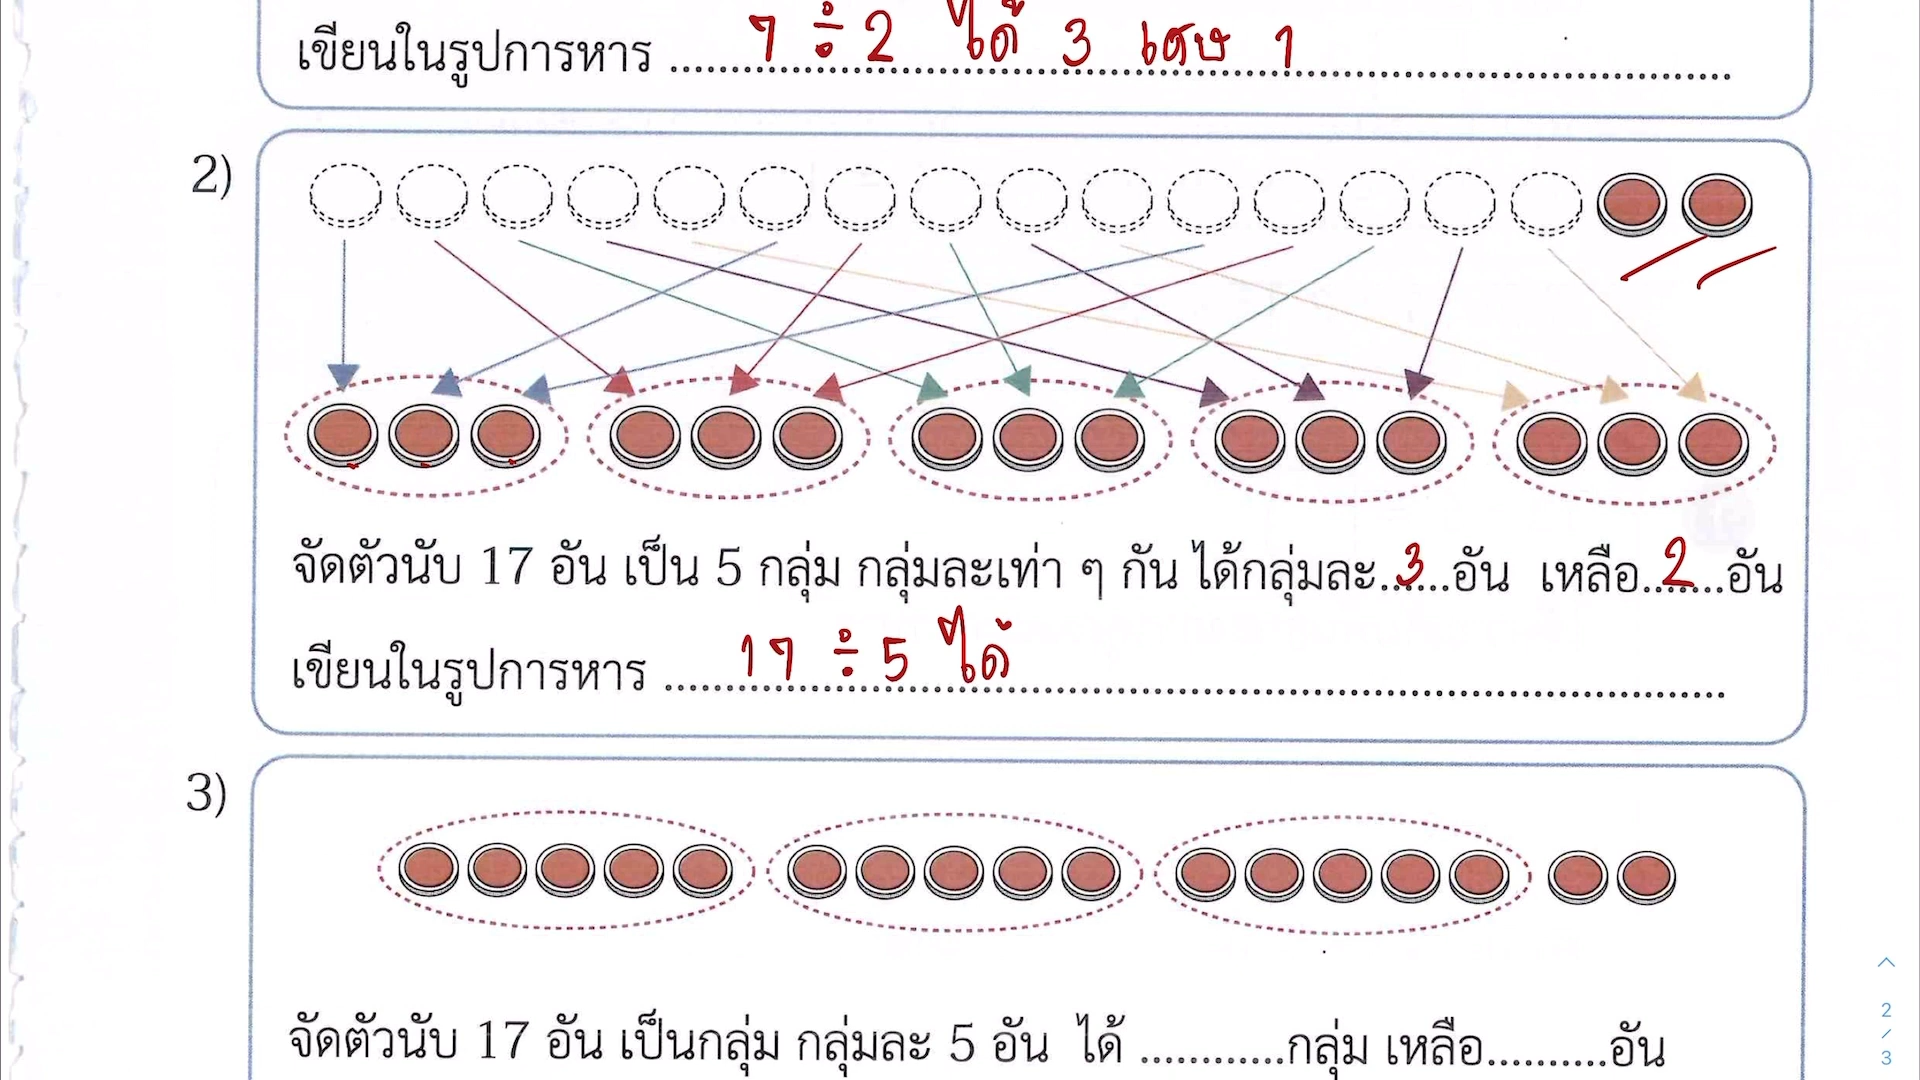 เขียนในรูปการหาร 7 ÷ 2 ได้ 3 เศษ 1
2)
จัดตัวนับ 17 อัน เป็น 5 กลุ่ม กลุ่มละเท่า ๆ กัน ได้กลุ่มละ..3...อัน เหลือ..2...อัน
เขียนในรูปการหาร 17 ÷ 5 ได้
3)
จัดตัวนับ 17 อัน เป็นกลุ่ม กลุ่มละ 5 อัน ได้ ............กลุ่ม เหลือ..........อัน
2
/
3